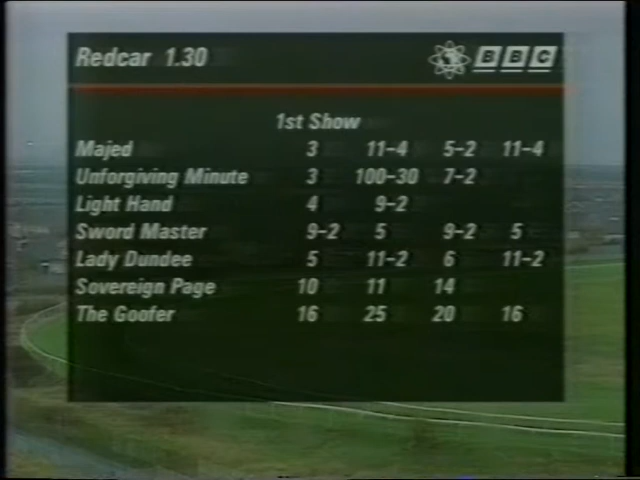 Redcar 1.30 BBC
1st Show
Majed 3 11-4 5-2 11-4
Unforgiving Minute 3 100-30 7-2
Light Hand 4 9-2
Sword Master 9-2 5 9-2 5
Lady Dundee 5 11-2 6 11-2
Sovereign Page 10 11 14
The Goofer 16 25 20 16